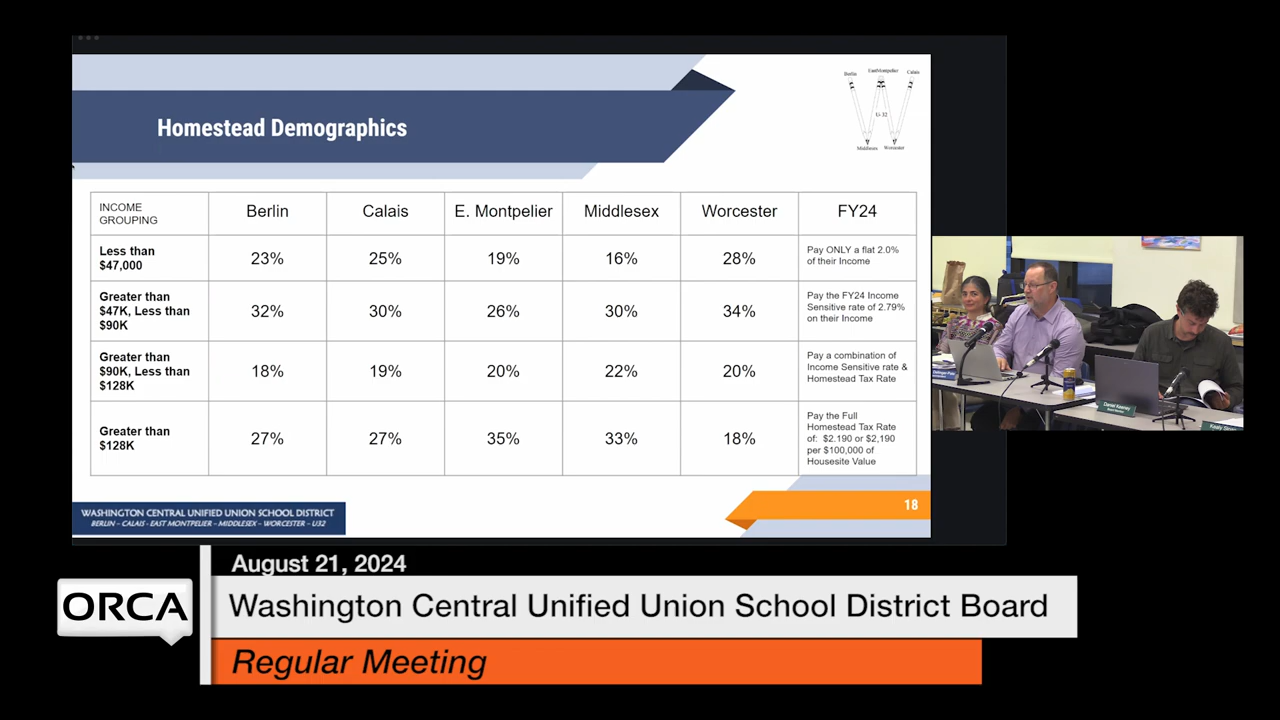 Homestead Demographics
Berlin
EastMontpelier
Calais
U-32
Middlesex
Worcester
INCOME
GROUPING
Berlin
Calais
E. Montpelier
Middlesex
Worcester
FY24
Less than
$47,000
23%
25%
19%
16%
28%
Pay ONLY a flat 2.0%
of their Income
Greater than
$47K, Less than
$90K
32%
30%
26%
30%
34%
Pay the FY24 Income
Sensitive rate of 2.79%
on their Income
Greater than
$90K, Less than
$128K
18%
19%
20%
22%
20%
Pay a combination of
Income Sensitive rate &
Homestead Tax Rate
Greater than
$128K
27%
27%
35%
33%
18%
Pay the Full
Homestead Tax Rate
of: $2.190 or $2,190
per $100,000 of
Housesite Value
WASHINGTON CENTRAL UNIFIED UNION SCHOOL DISTRICT
BERLIN – CALAIS - EAST MONTPELIER – MIDDLESEX – WORCESTER – U32
18
Daniel Keeney
August 21, 2024
ORCA
Washington Central Unified Union School District Board
Regular Meeting